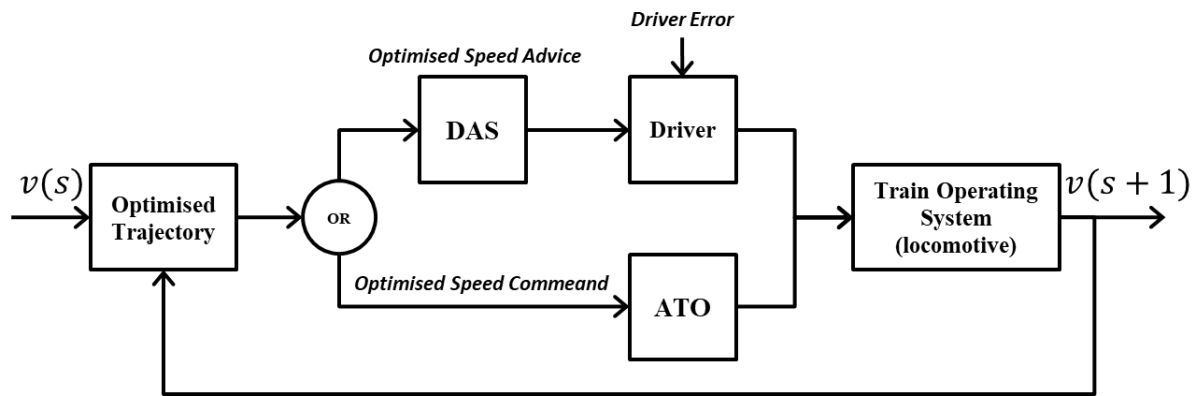 Driver Error
Optimised Speed Advice
DAS
Driver
v(s)
Optimised
Trajectory
OR
Train Operating
System
(locomotive)
v(s + 1)
Optimised Speed Commeand
ATO